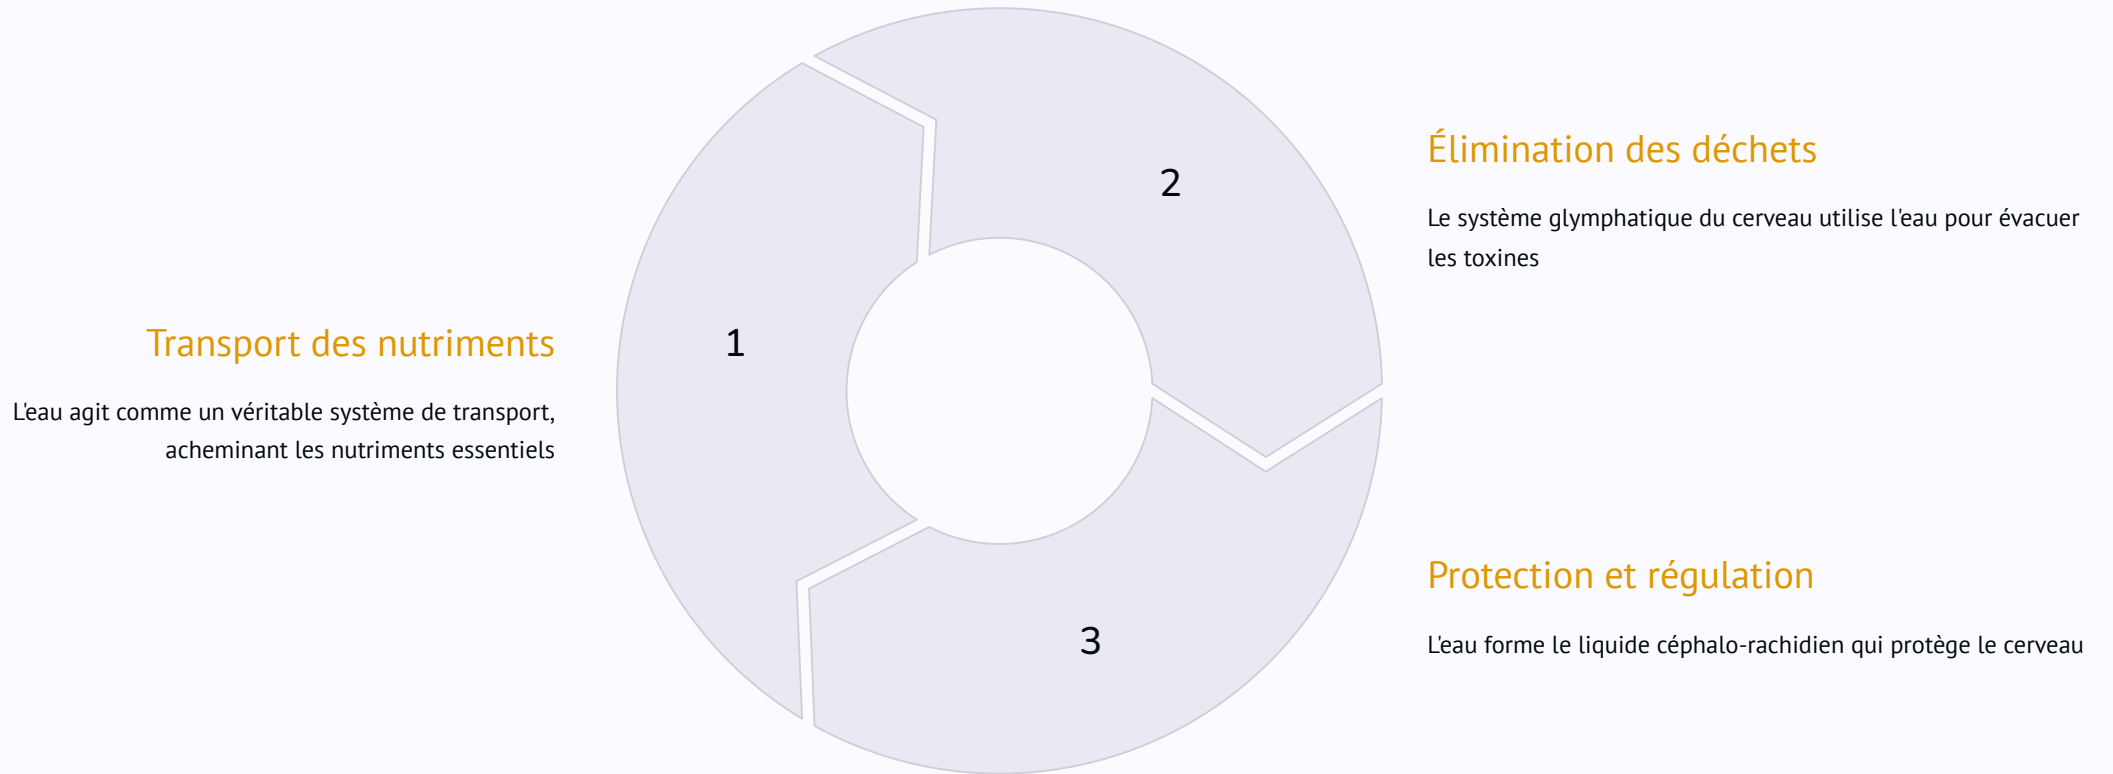 1
Transport des nutriments
L'eau agit comme un véritable système de transport,
acheminant les nutriments essentiels
2
Élimination des déchets
Le système glymphatique du cerveau utilise l'eau pour évacuer
les toxines
3
Protection et régulation
L'eau forme le liquide céphalo-rachidien qui protège le cerveau